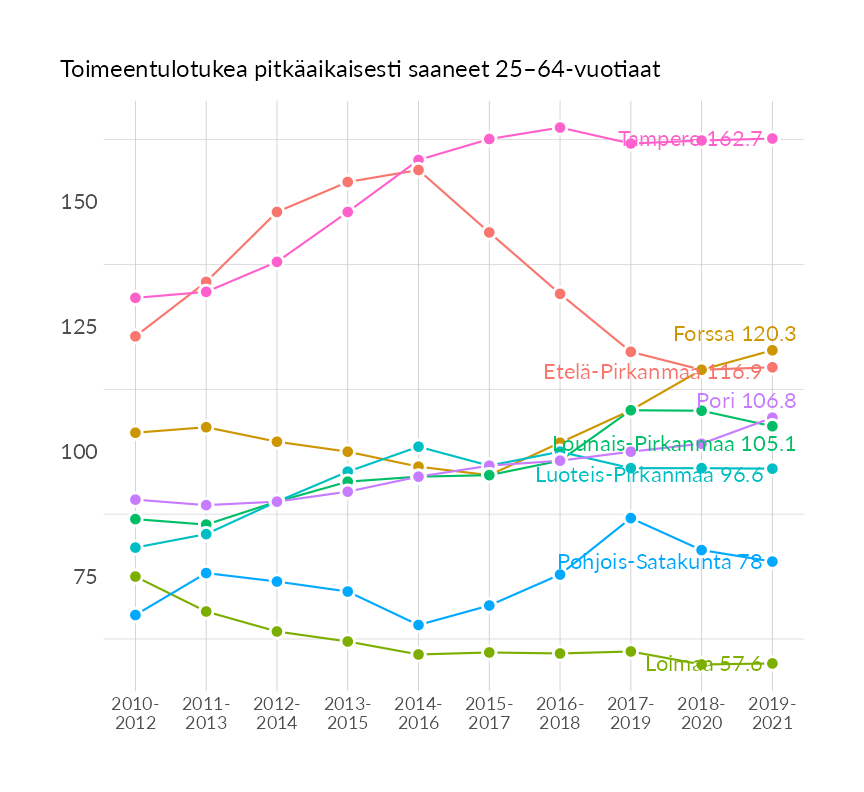 Toimeentulotukea pitkäaikaisesti saaneet 25–64-vuotiaat
Tampere 162.7
150
125
Forssa 120.3
Etelä-Pirkanmaa 116.9
Pori 106.8
100
Lounais-Pirkanmaa 105.1
Luoteis-Pirkanmaa 96.6
75
Pohjois-Satakunta 78
Loimaa 57.6
2010- 2011- 2012- 2013- 2014- 2015- 2016- 2017- 2018- 2019-
2012 2013 2014 2015 2016 2017 2018 2019 2020 2021